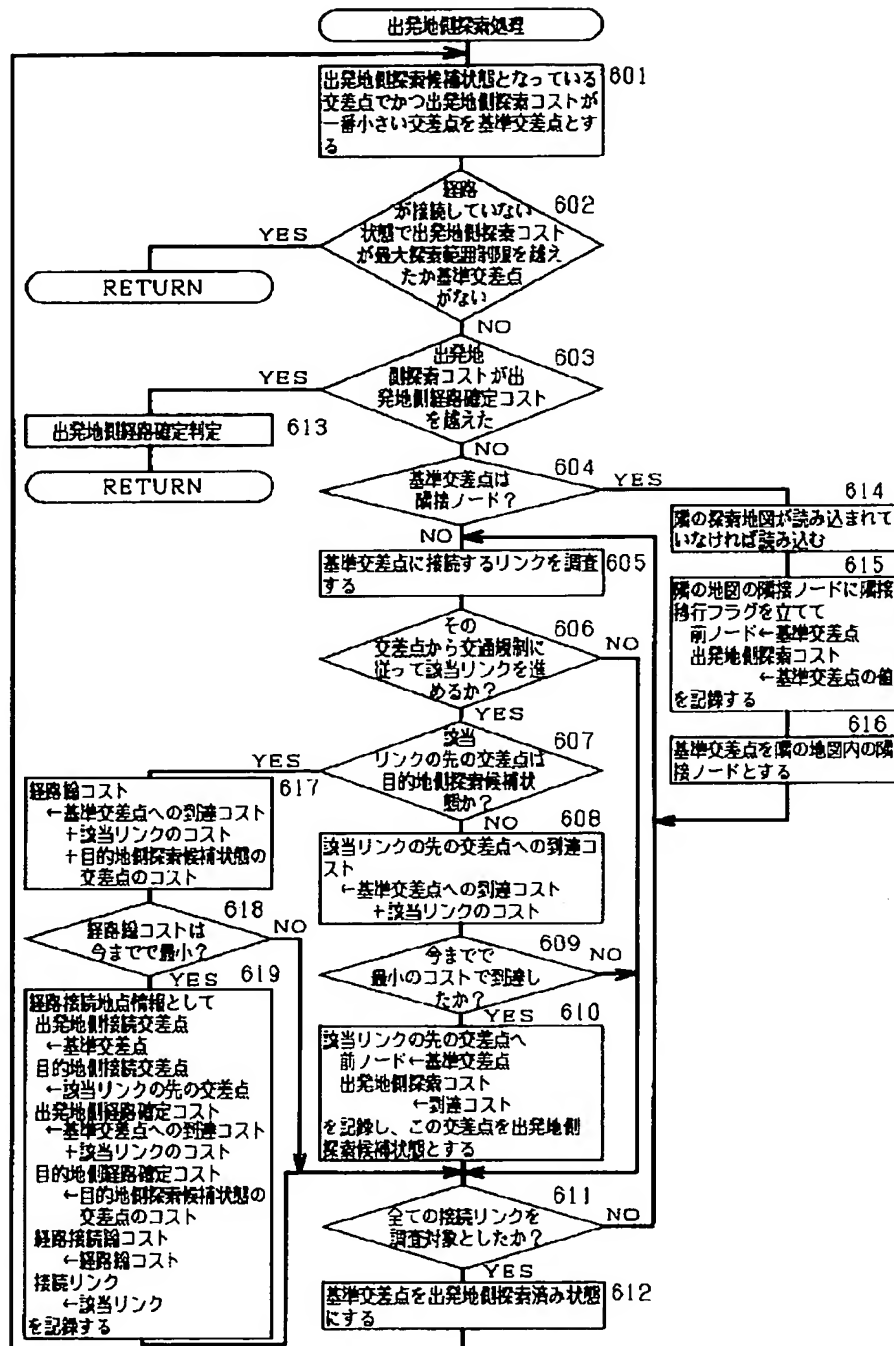 出発地側探索処理
出発地側探索候補状態となっている
交差点でかつ出発地側探索コストが
一番小さい交差点を基準交差点とす
る
601
経路
が接続していない
状態で出発地側探索コスト
が最大探索範囲制限を越え
たか基準交差点
がない
602
YES
RETURN
NO
出発地
側探索コストが出
発地側経路確定コスト
を越えた
603
YES
出発地側経路確定判定
613
RETURN
NO
基準交差点は
隣接ノード?
604
YES
NO
614
隣の探索地図が読み込まれて
いなければ読み込む
615
隣の地図の隣接ノードに隣接
移行フラグを立てて
前ノード←基準交差点
出発地側探索コスト
←基準交差点の値
を記録する
616
基準交差点を隣の地図内の隣
接ノードとする
基準交差点に接続するリンクを調査
する
605
その
交差点から交通規制に
従って該当リンクを進
めるか?
606
NO
YES
該当
リンクの先の交差点は
目的地側探索候補状
態か?
607
YES
617
経路総コスト
←基準交差点への到達コスト
+該当リンクのコスト
+目的地側探索候補状態の
交差点のコスト
NO
608
該当リンクの先の交差点への到達コ
スト
←基準交差点への到達コスト
+該当リンクのコスト
経路総コストは
今までで最小?
618
NO
YES
619
今までで
最小のコストで到達し
たか?
609
NO
YES
610
経路接続地点情報として
出発地側接続交差点
←基準交差点
目的地側接続交差点
←該当リンクの先の交差点
出発地側経路確定コスト
←基準交差点への到達コスト
+該当リンクのコスト
目的地側経路確定コスト
←目的地側探索候補状態の
交差点のコスト
経路接続総コスト
←経路総コスト
接続リンク
←該当リンク
を記録する
該当リンクの先の交差点へ
前ノード←基準交差点
出発地側探索コスト
←到達コスト
を記録し、この交差点を出発地側
探索候補状態とする
全ての接続リンクを
調査対象としたか?
611
NO
YES
基準交差点を出発地側探索済み状態
にする
612